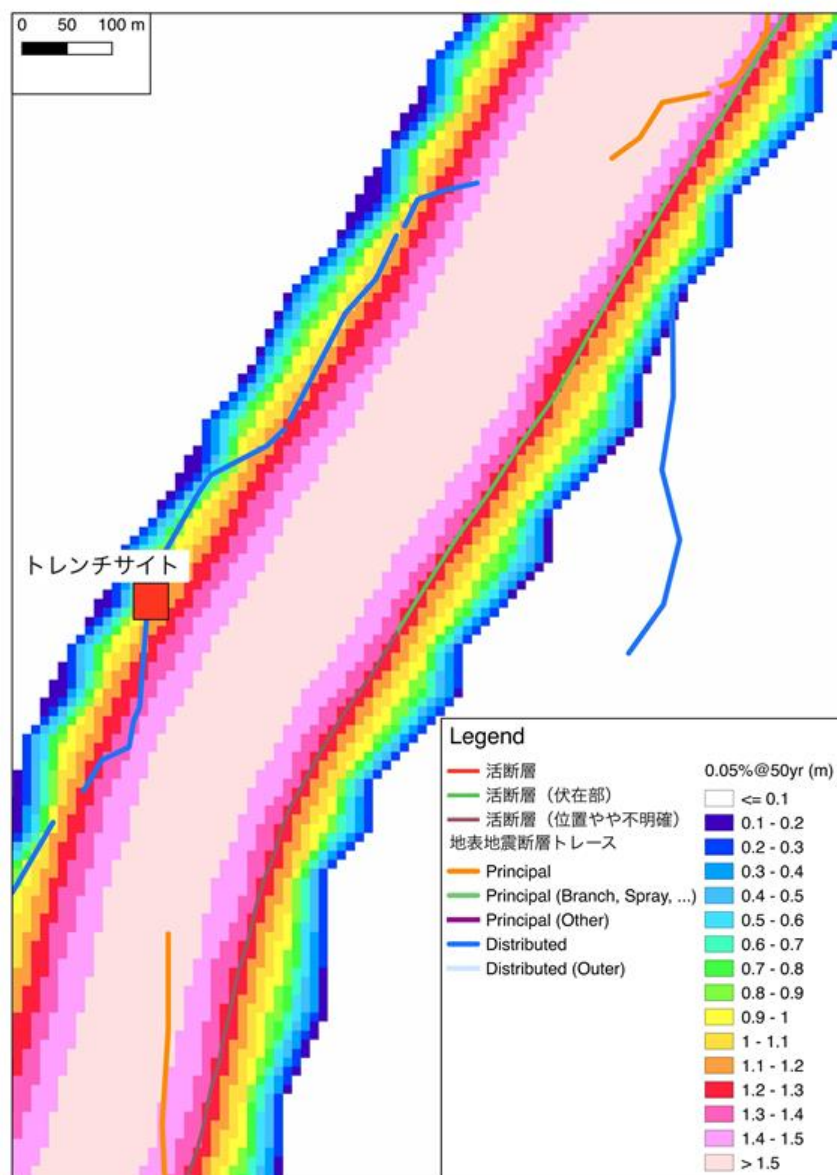 0 50 100 m
トレンチサイト
Legend
活断層
活断層（伏在部）
活断層（位置やや不明確）
地表地震断層トレース
Principal
Principal (Branch, Spray, ...)
Principal (Other)
Distributed
Distributed (Outer)
0.05%@50yr (m)
<= 0.1
0.1 - 0.2
0.2 - 0.3
0.3 - 0.4
0.4 - 0.5
0.5 - 0.6
0.6 - 0.7
0.7 - 0.8
0.8 - 0.9
0.9 - 1
1 - 1.1
1.1 - 1.2
1.2 - 1.3
1.3 - 1.4
1.4 - 1.5
> 1.5